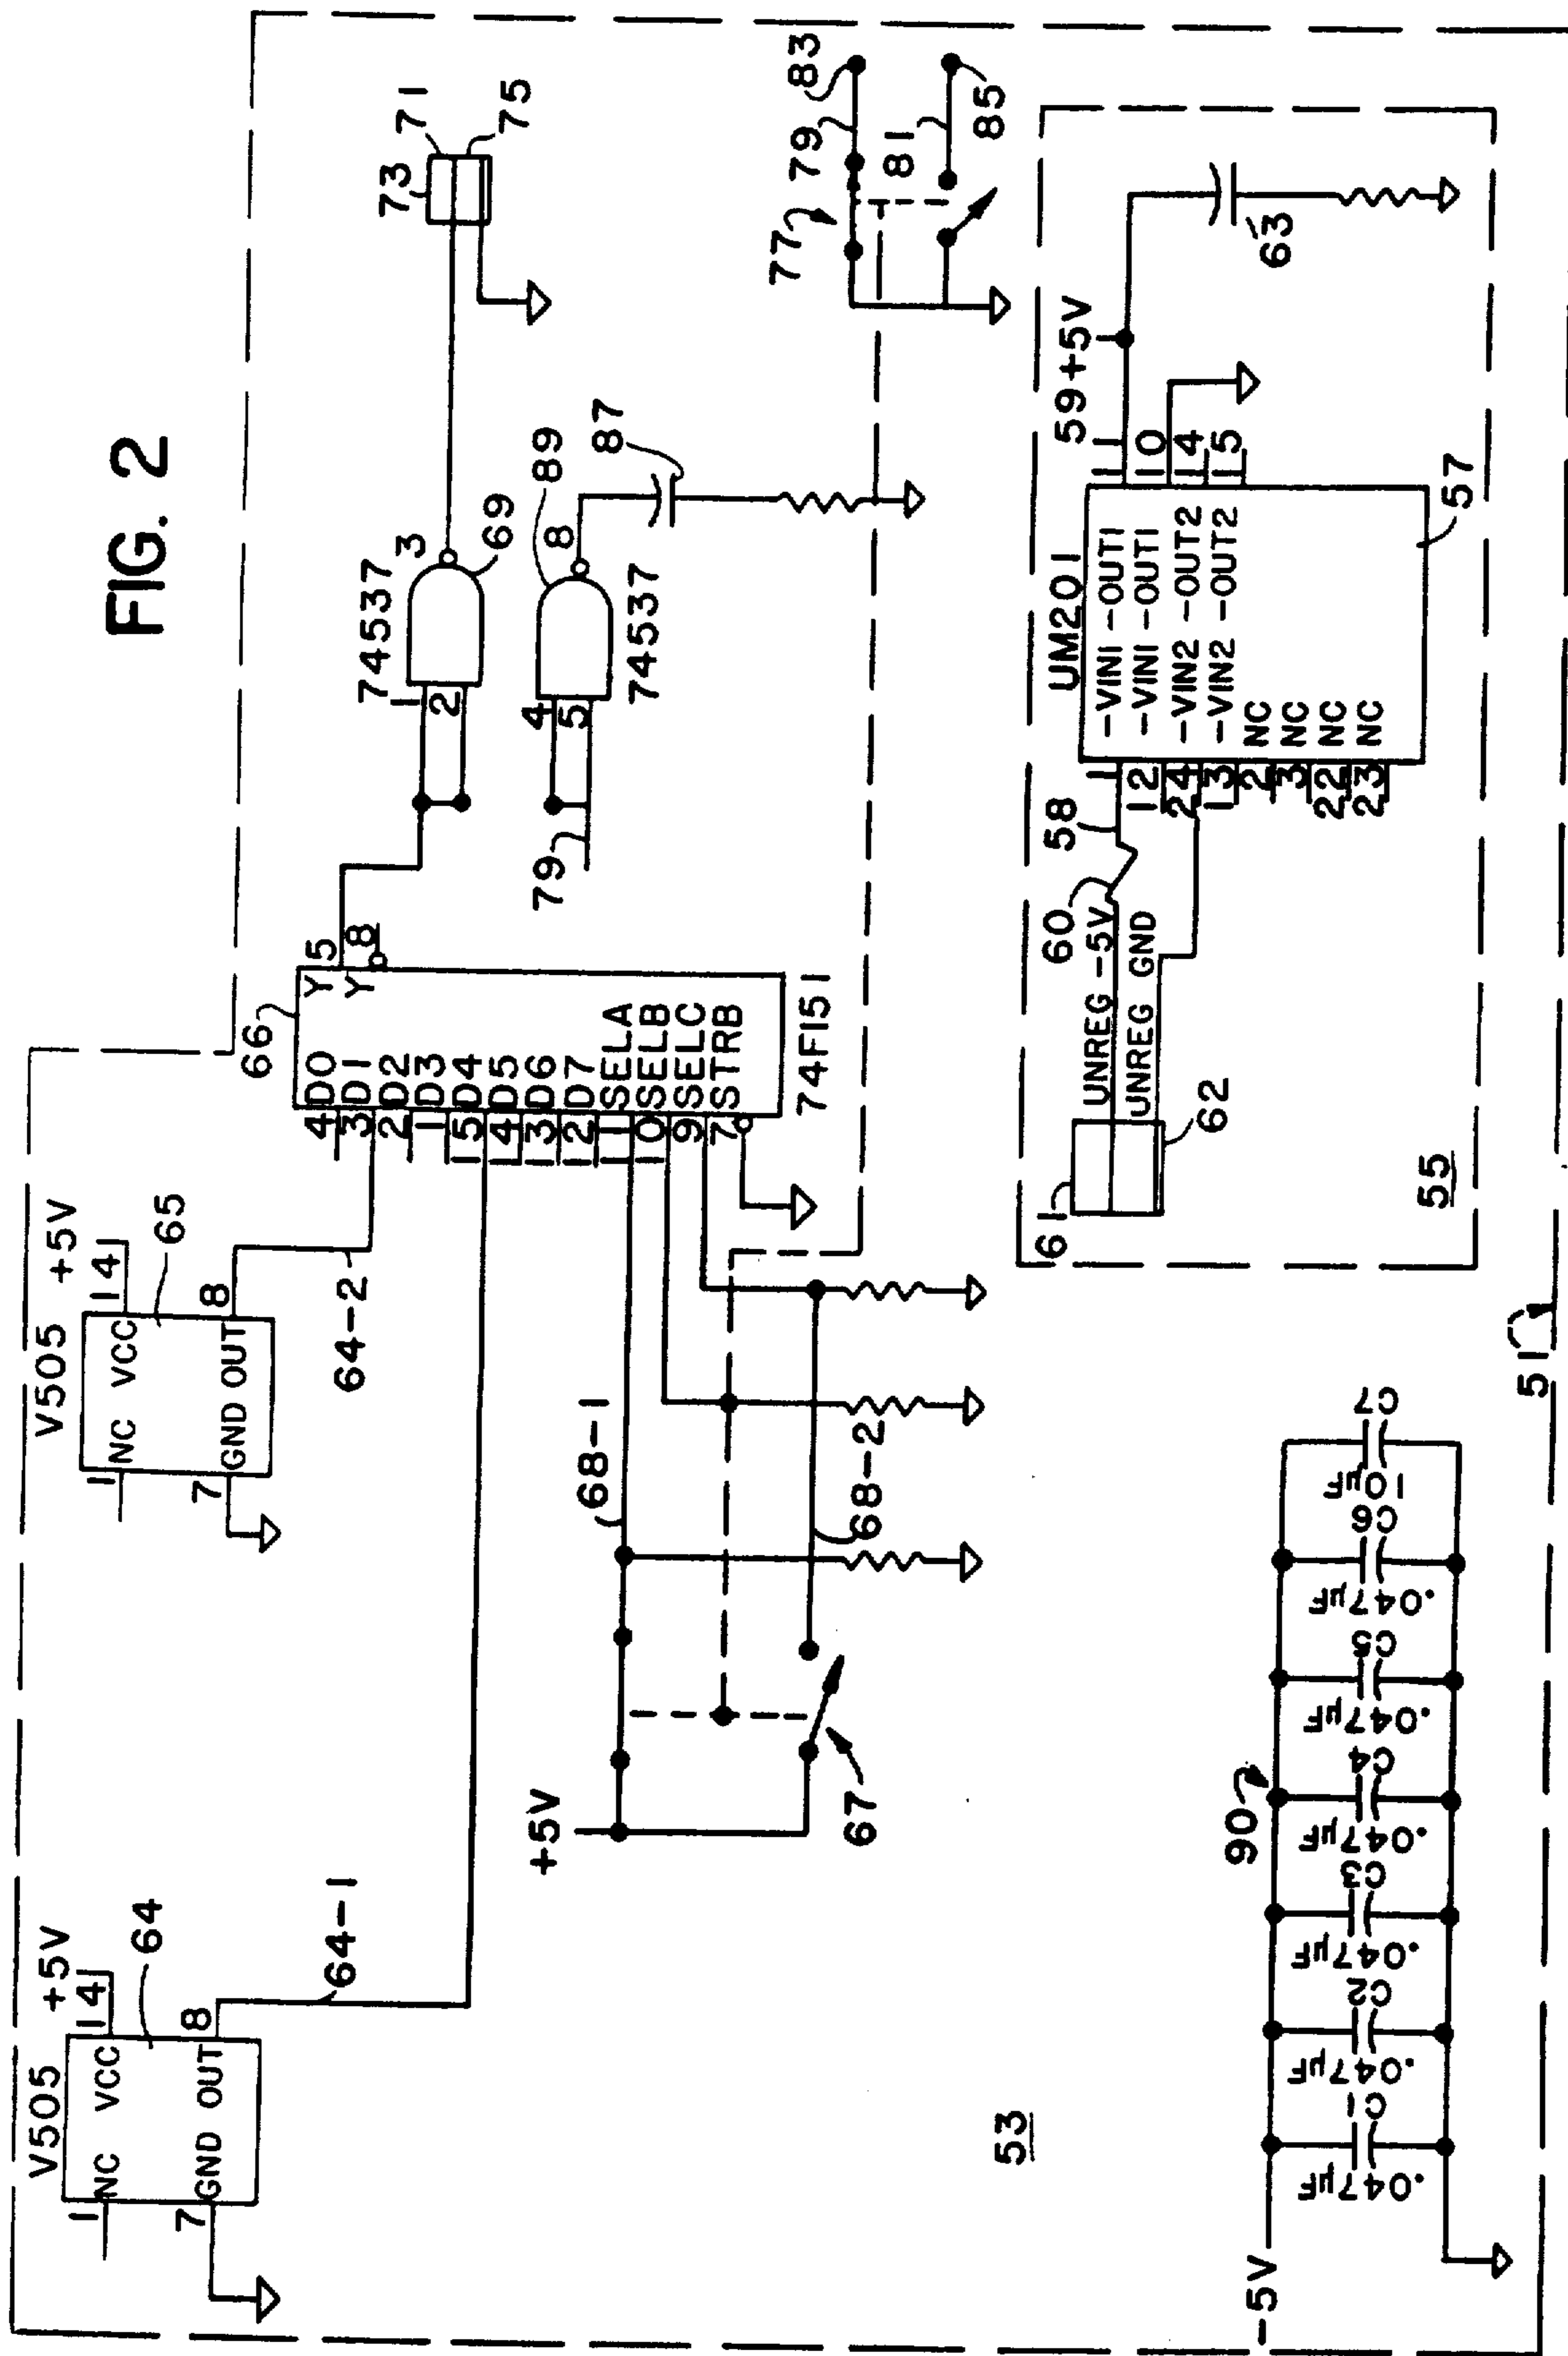 FIG. 2
V505
+5V
1
NC VCC
14
64
7
GND OUT
8
64-1
V505
+5V
1
NC VCC
14
65
7
GND OUT
8
64-2
66
4 D0
Y 5
3 D1
Y 8
2 D2
1 D3
15 D4
14 D5
13 D6
12 D7
11 SELA
10 SELB
9 SELC
7 STRB
74F151
74537
1
2
3
69
73
71
75
89
4
5
8
74537
79
87
+5V
68-1
68-2
67
77
79
83
81
85
53
90
-5V
.047µF
C1
.047µF
C2
.047µF
C3
.047µF
C4
.047µF
C5
.047µF
C6
10µF
C7
51
61
UNREG -5V
UNREG GND
62
60
58
UM201
59
+5V
1 -VIN1 -OUT1 11
12 -VIN1 -OUT1 10
24 -VIN2 -OUT2 14
13 -VIN2 -OUT2 15
2 NC
3 NC
22 NC
23 NC
57
63
55